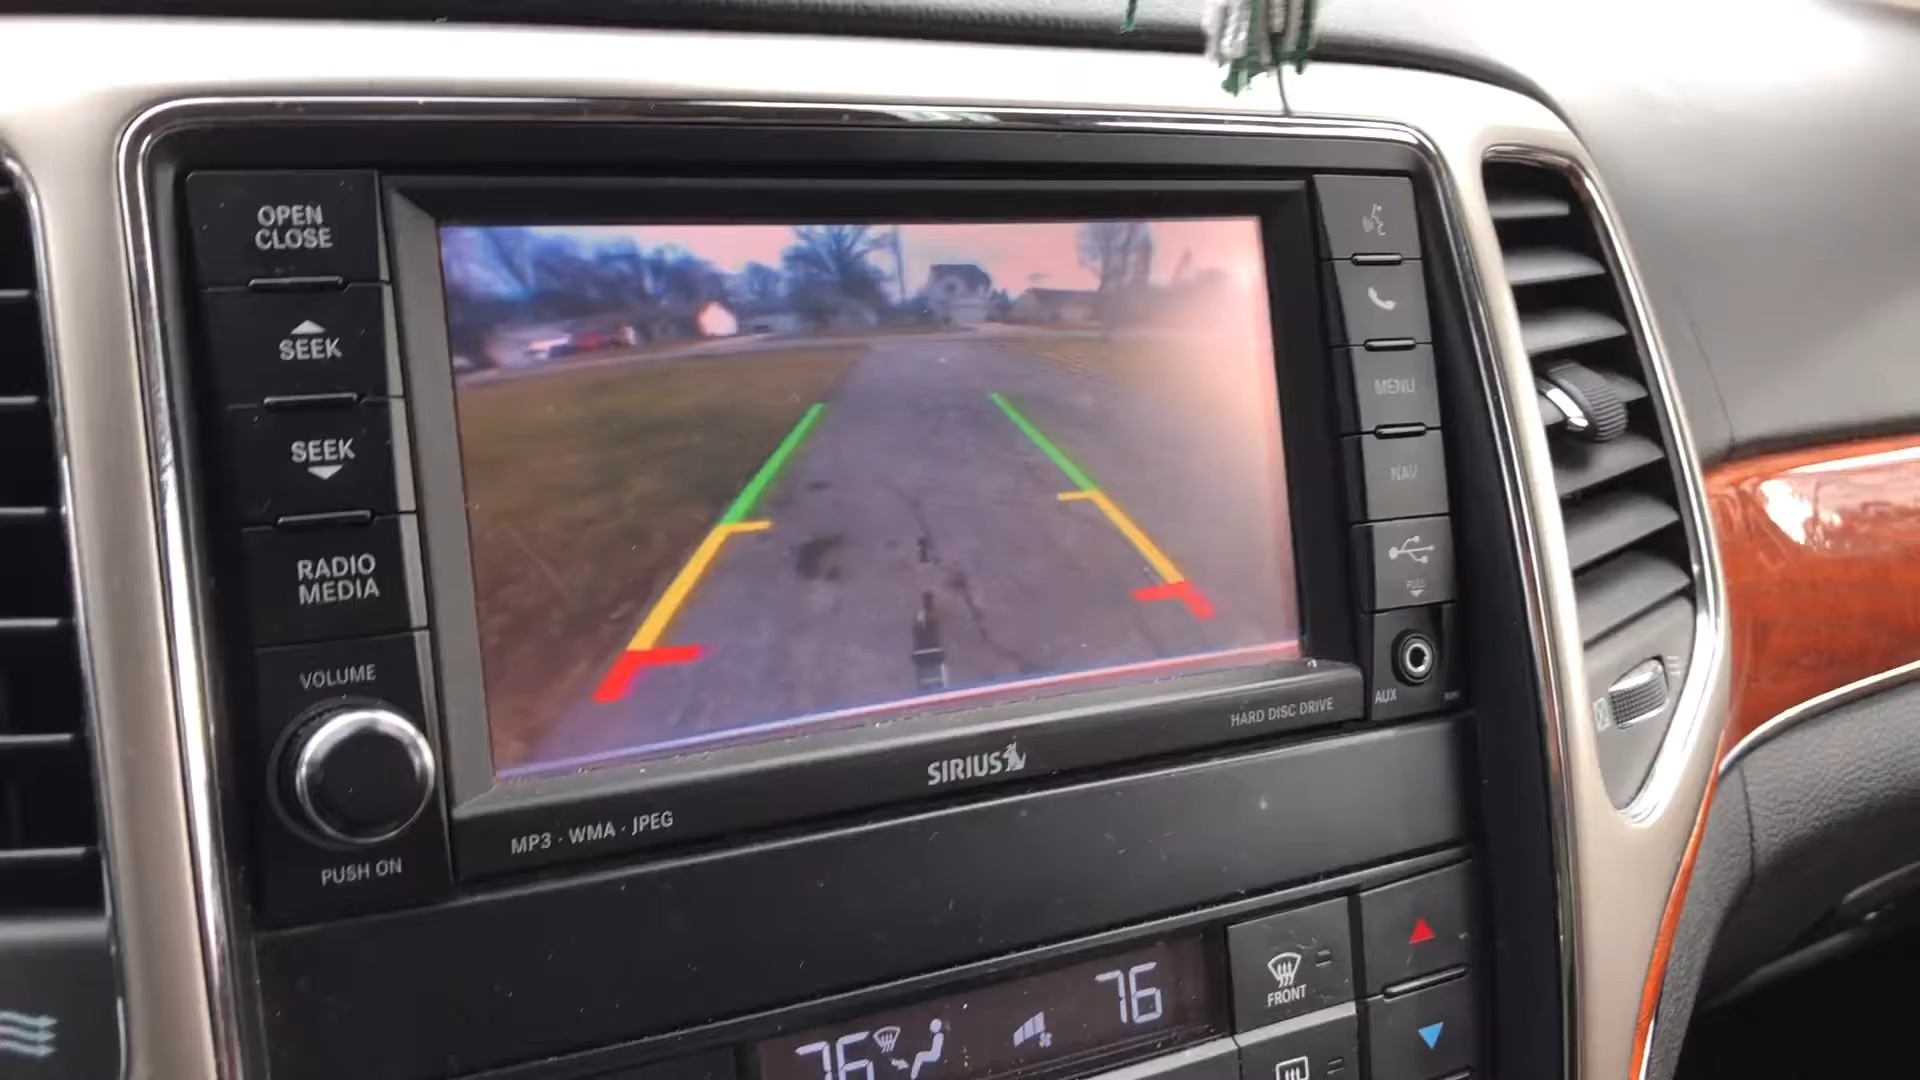 OPEN
CLOSE
SEEK
SEEK
RADIO
MEDIA
VOLUME
PUSH ON
MENU
NAV
PULL
AUX
HARD DISC DRIVE
SIRIUS
MP3 · WMA · JPEG
76
FRONT
76